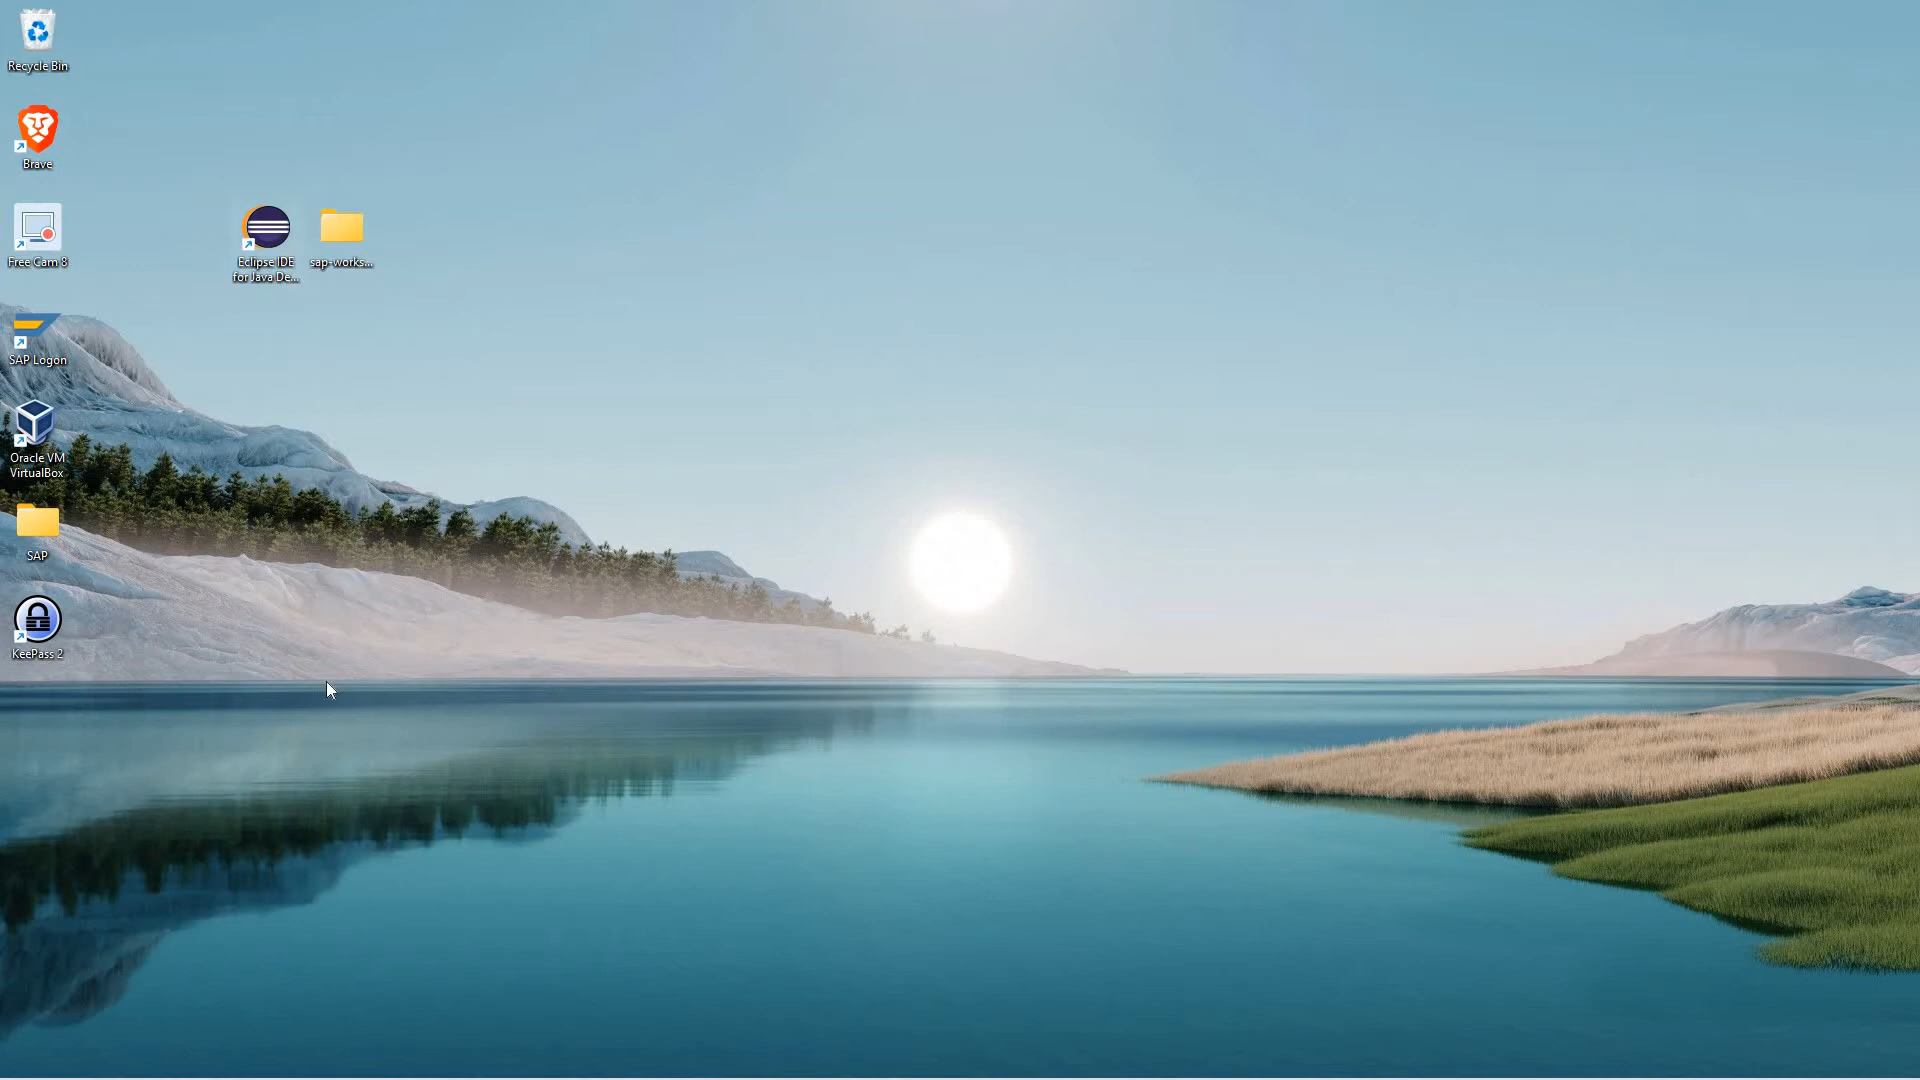 Recycle Bin
Brave
Free Cam 8
Eclipse IDE
for Java De...
sap-works...
SAP Logon
Oracle VM
VirtualBox
SAP
KeePass 2